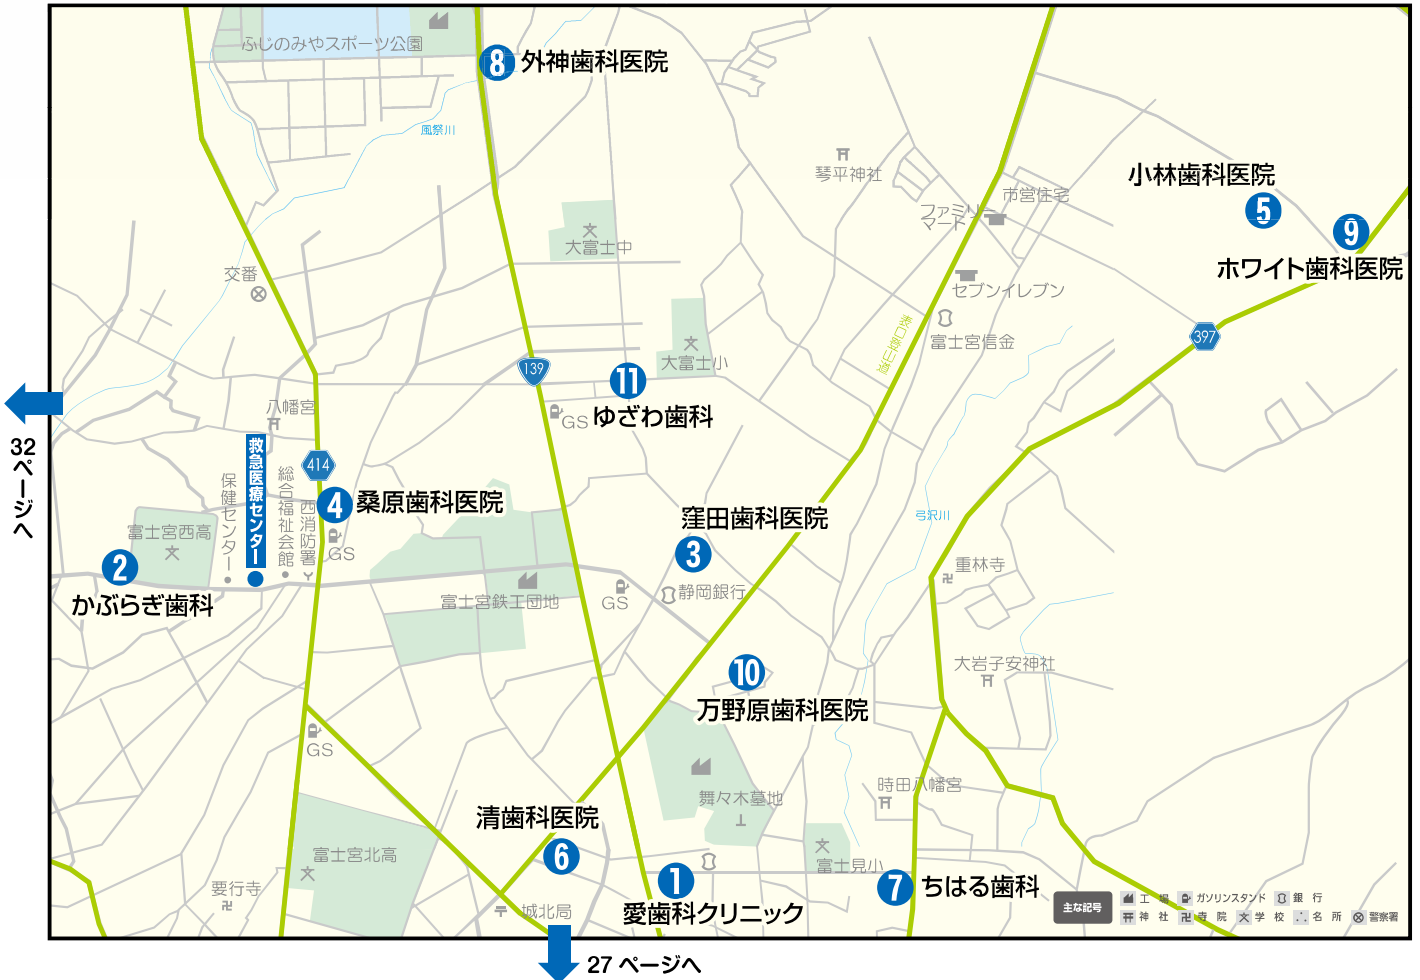 ふじのみやスポーツ公園
8 外神歯科医院
風祭川
琴平神社
小林歯科医院
5
市営住宅
ファミリー
マート
9
ホワイト歯科医院
大富士中
交番
セブンイレブン
表口登山道
富士宮信金
397
大富士小
139
11
ゆざわ歯科
GS
八幡宮
32ページへ
救急医療センター
414
保健センター
総合福祉会館
西消防署
4 桑原歯科医院
GS
富士宮西高
2
かぶらぎ歯科
窪田歯科医院
3
弓沢川
重林寺
静岡銀行
GS
富士宮鉄工団地
大岩子安神社
10
万野原歯科医院
GS
舞々木墓地
時田八幡宮
清歯科医院
6
富士宮北高
富士見小
要行寺
1
愛歯科クリニック
7 ちはる歯科
城北局
主な記号
工場 ガソリンスタンド 銀行
神社 寺院 学校 名所 警察署
27 ページへ